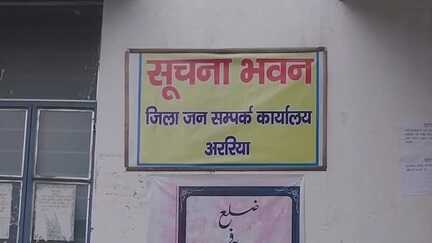 सूचना भवन
जिला जन सम्पर्क कार्यालय
अररिया
ضلع